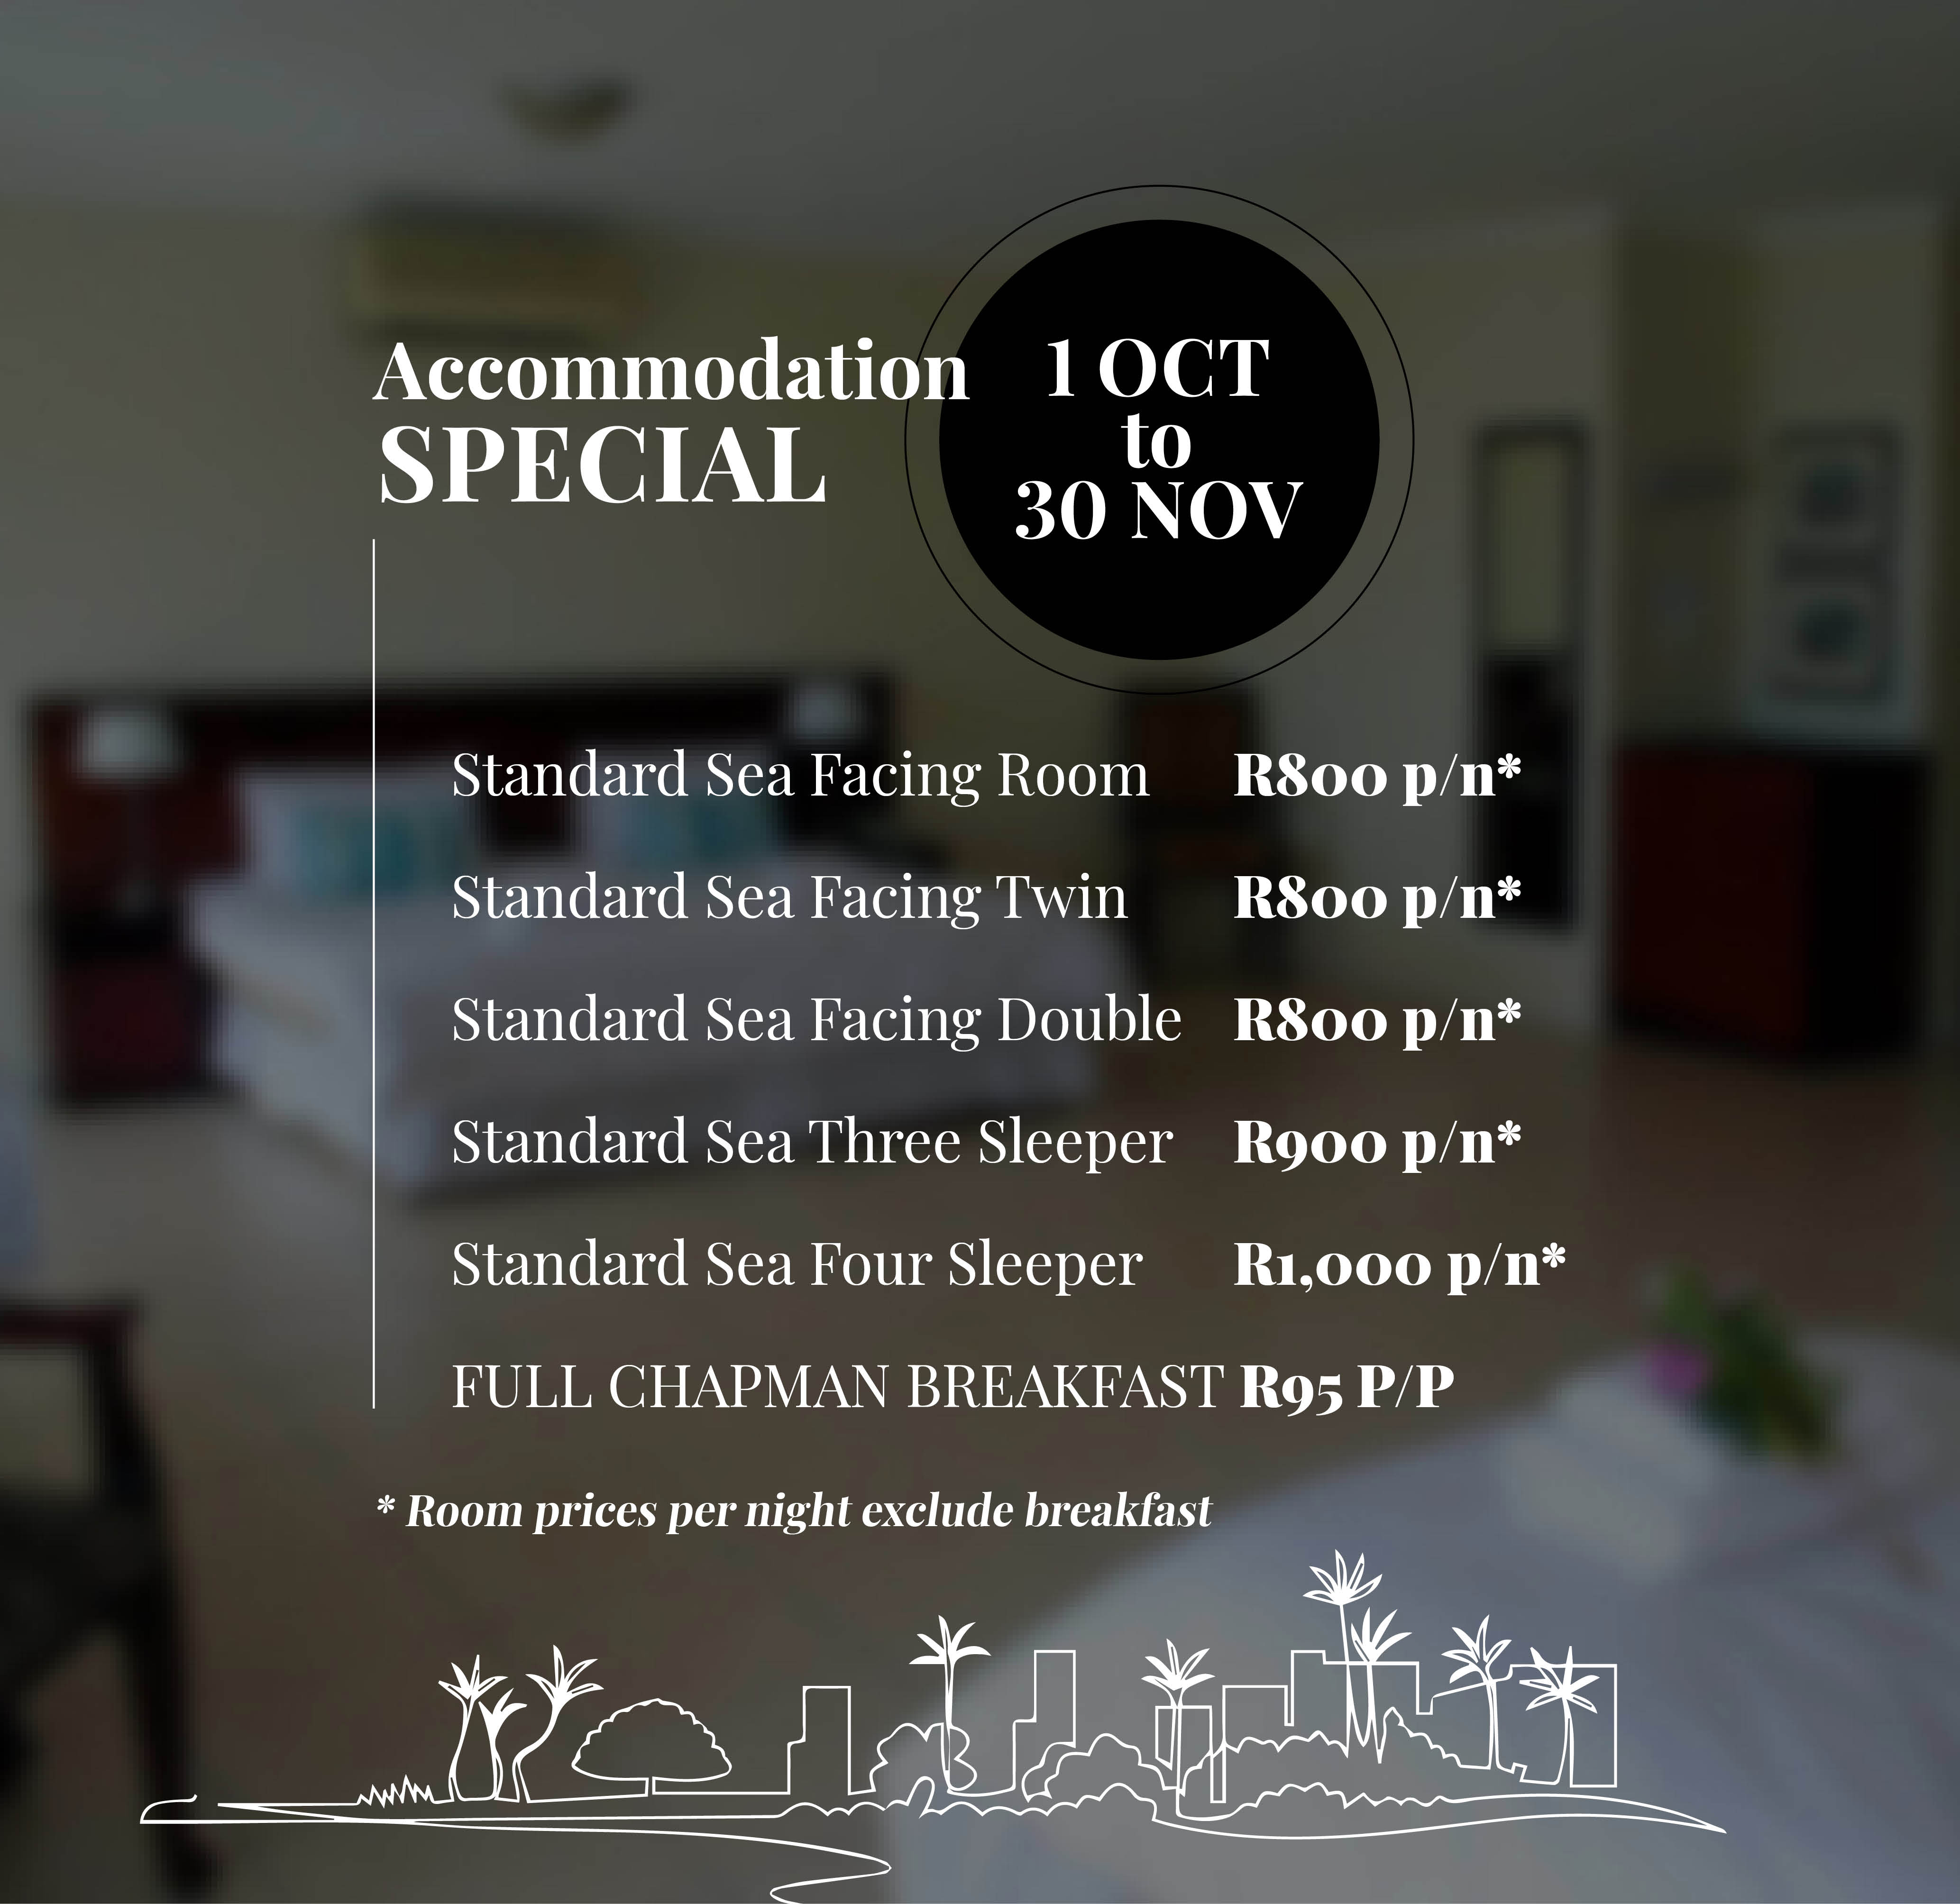 Accommodation
SPECIAL
1 OCT
to
30 NOV
Standard Sea Facing Room R800 p/n*
Standard Sea Facing Twin R800 p/n*
Standard Sea Facing Double R800 p/n*
Standard Sea Three Sleeper R900 p/n*
Standard Sea Four Sleeper R1,000 p/n*
FULL CHAPMAN BREAKFAST R95 P/P
* Room prices per night exclude breakfast